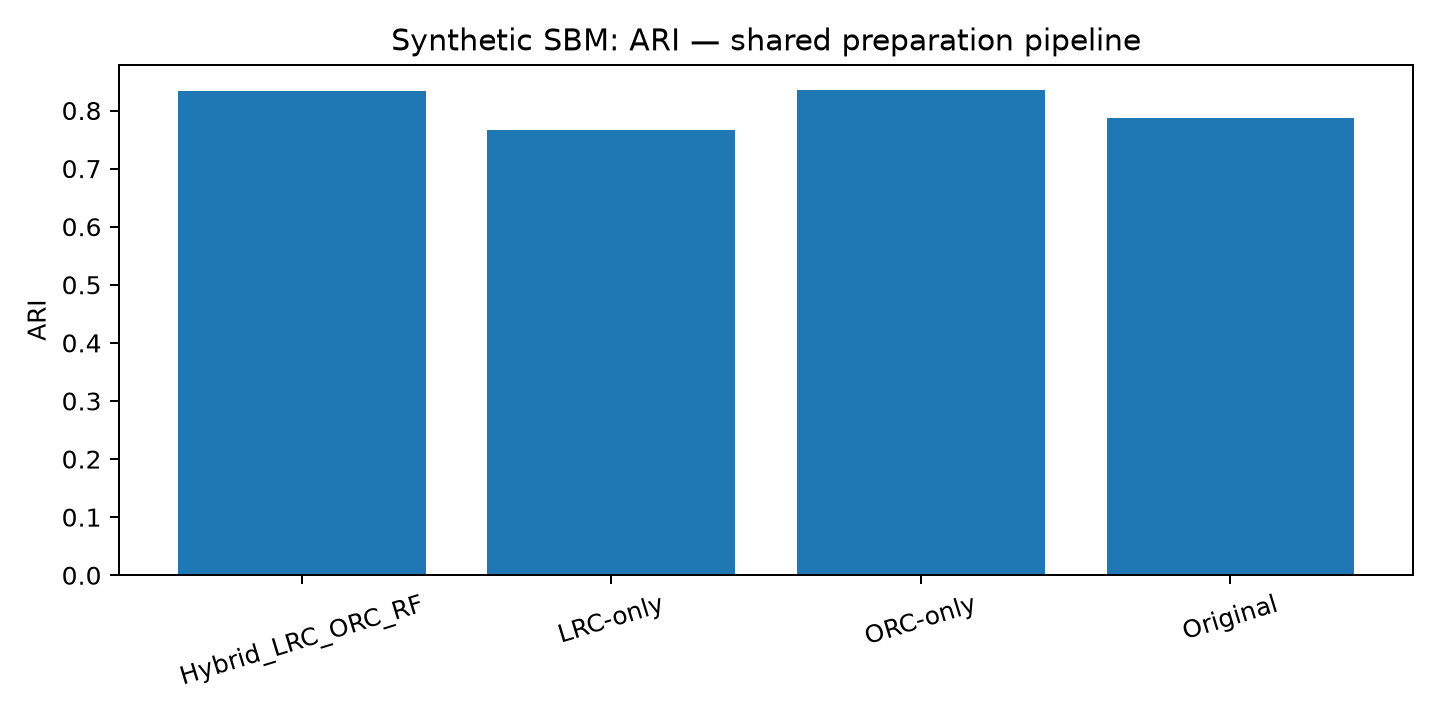 Synthetic SBM: ARI — shared preparation pipeline
ARI
0.8
0.7
0.6
0.5
0.4
0.3
0.2
0.1
0.0
Hybrid_LRC_ORC_RF
LRC-only
ORC-only
Original